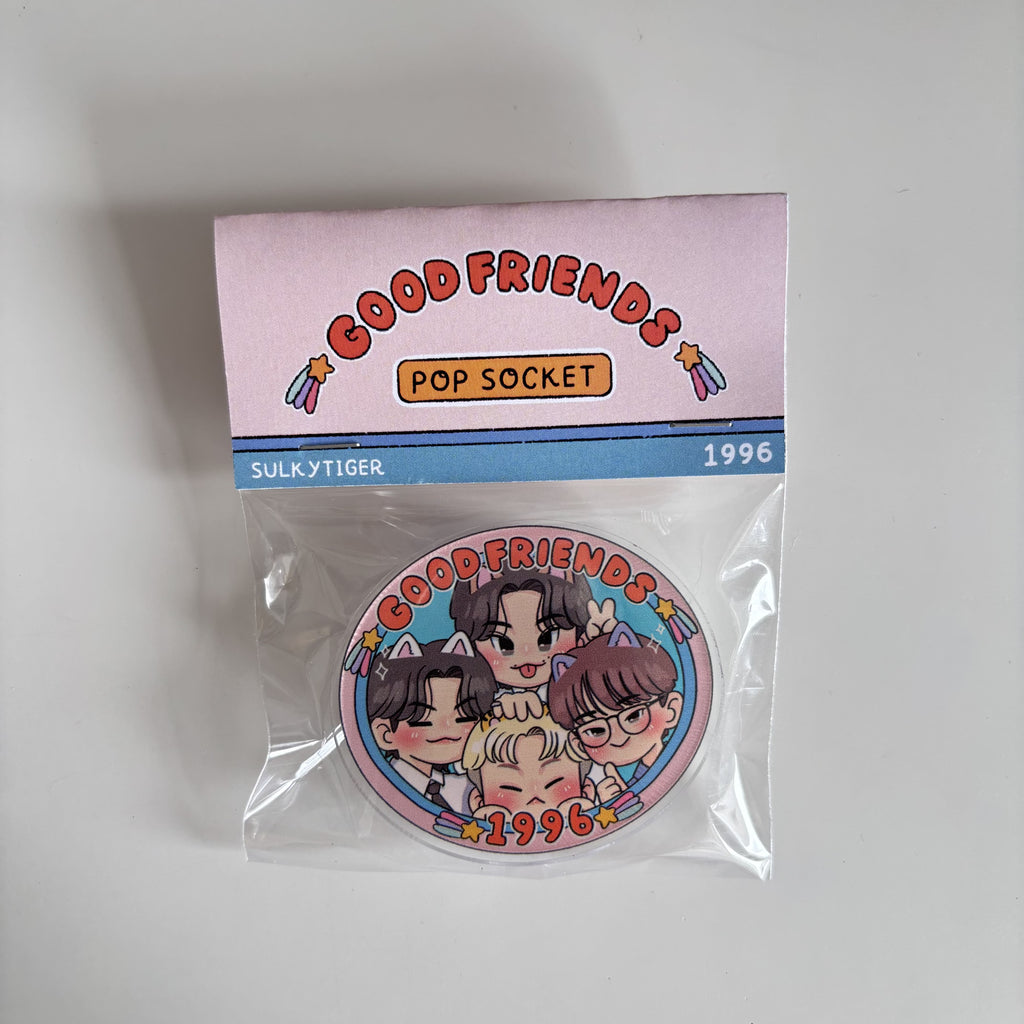 GOOD FRIENDS
POP SOCKET
SULKYTIGER
1996
GOOD FRIENDS
1996